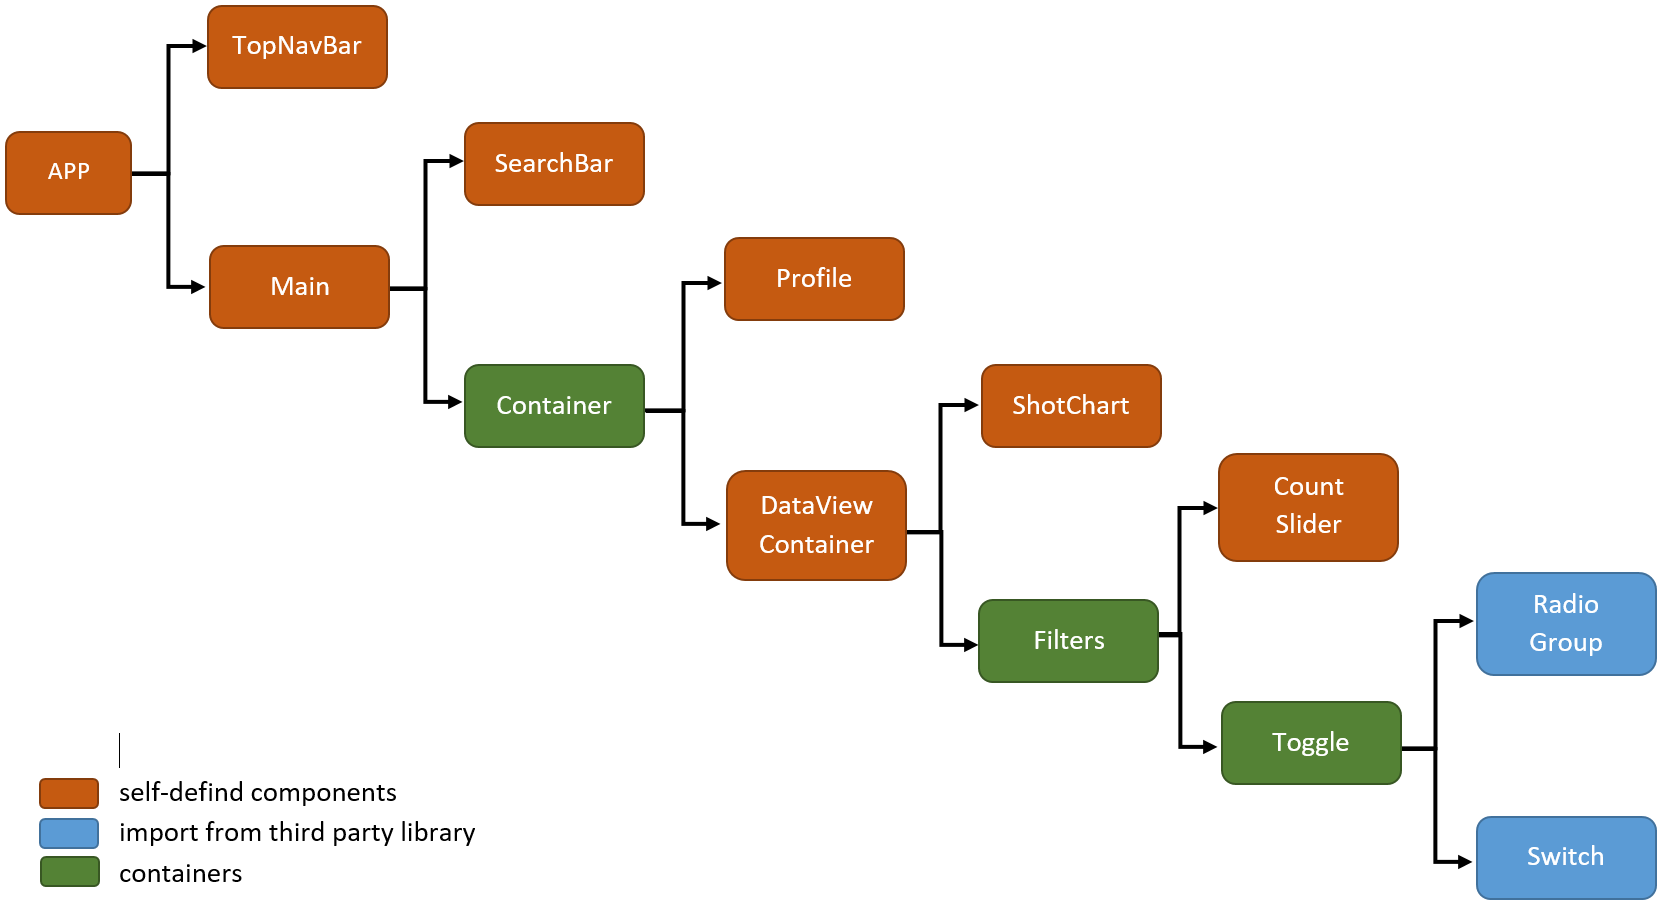 TopNavBar
APP
SearchBar
Main
Profile
Container
ShotChart
DataView
Container
Count
Slider
Filters
Radio
Group
Toggle
Switch
self-defind components
import from third party library
containers